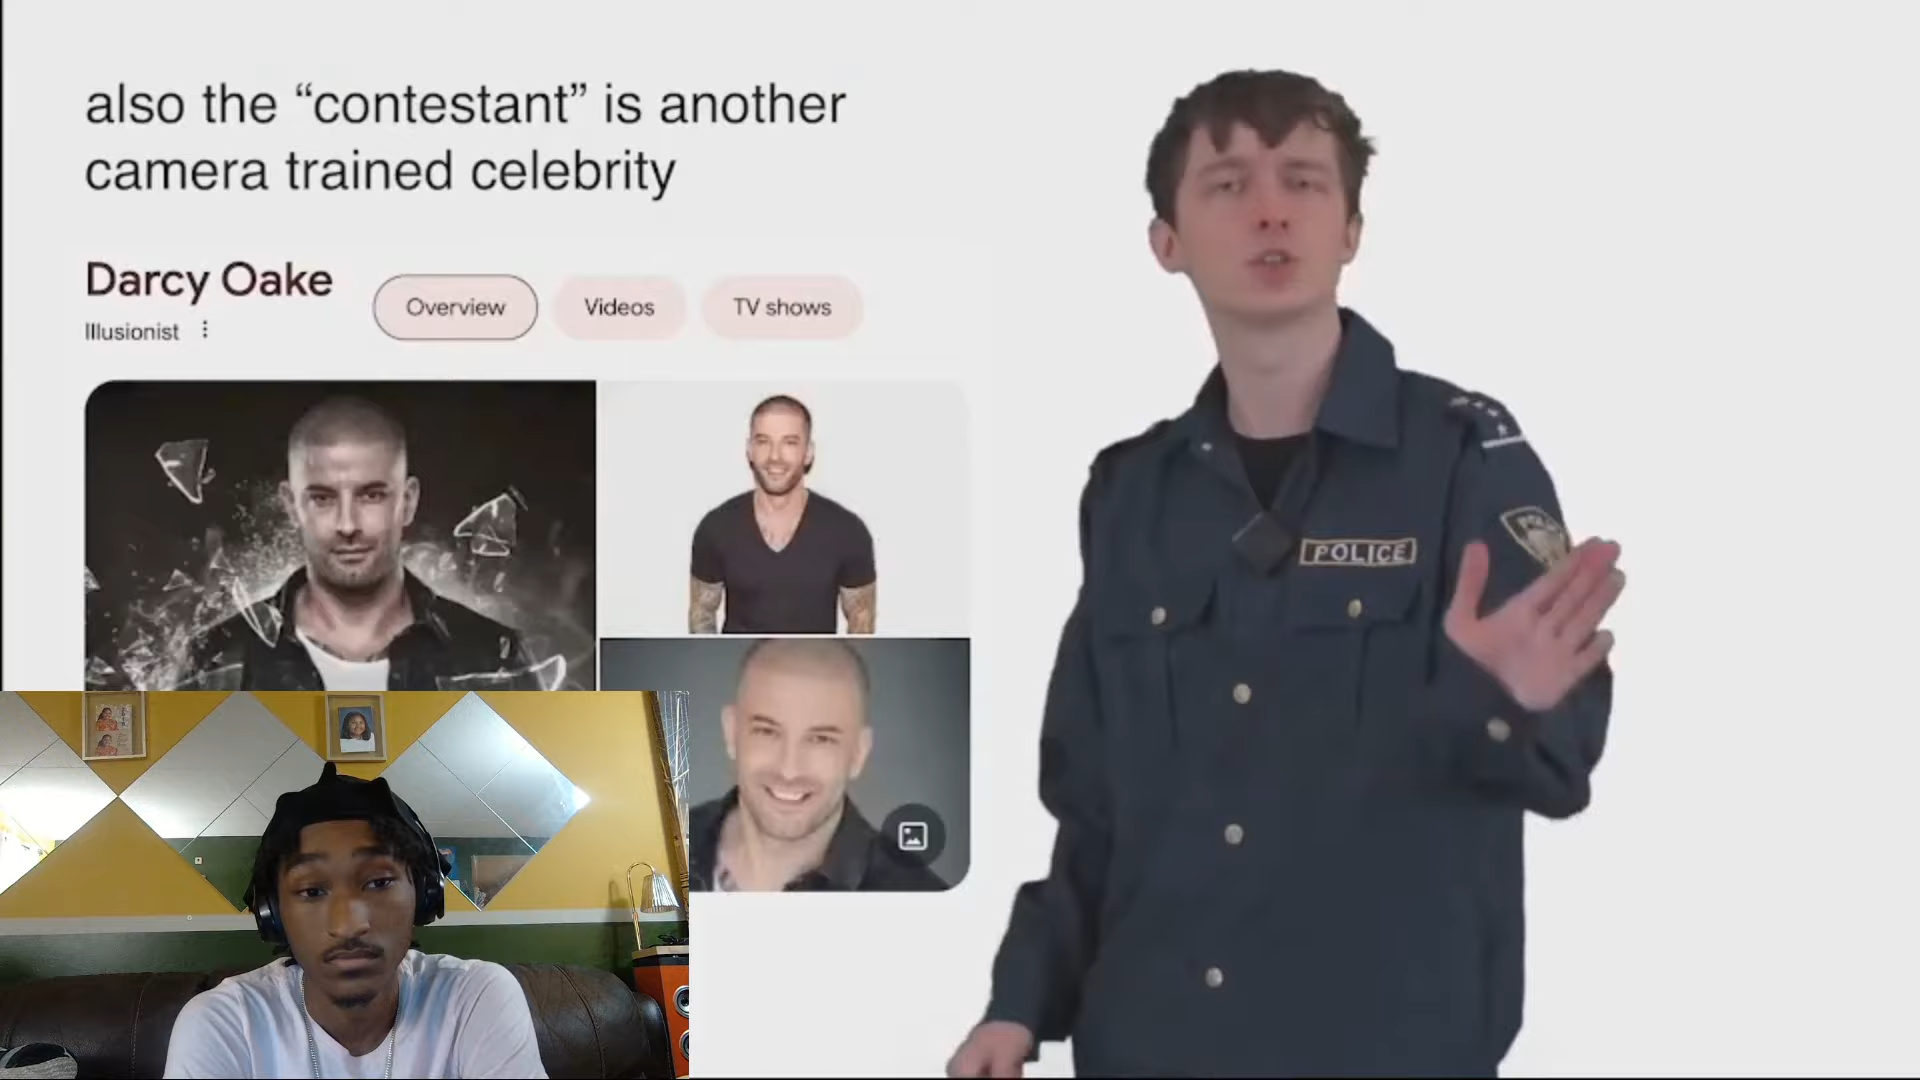 also the “contestant” is another
camera trained celebrity
Darcy Oake
Illusionist
Overview
Videos
TV shows
POLICE